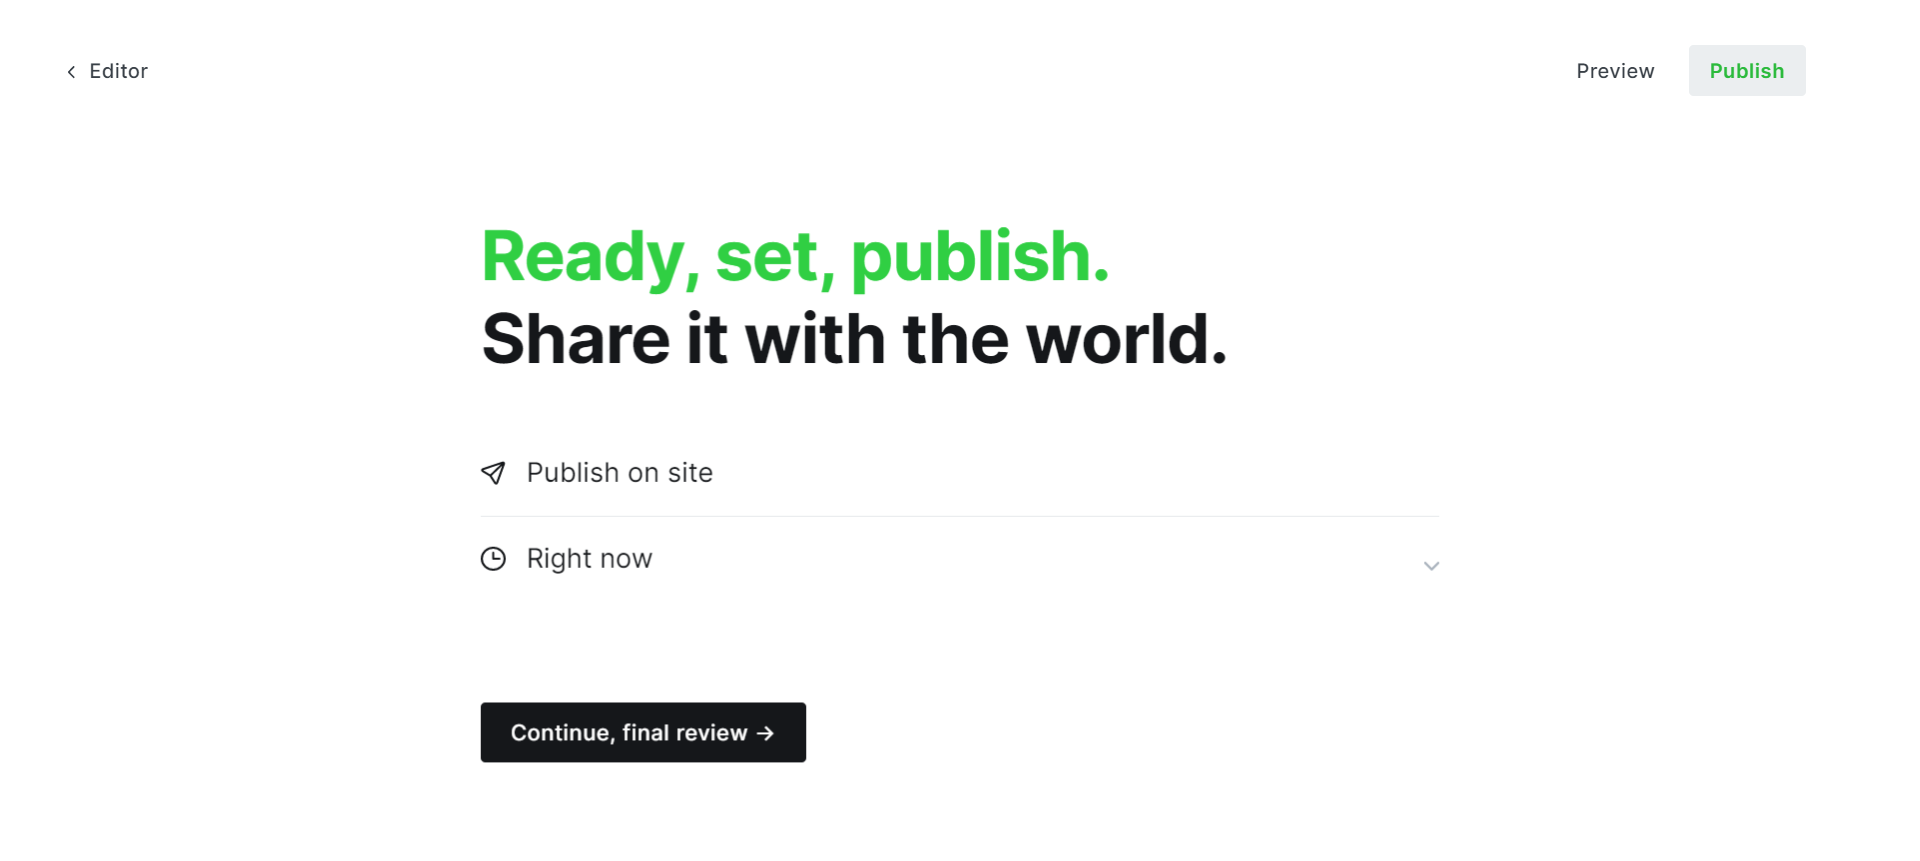 Editor
Preview
Publish
Ready, set, publish.
Share it with the world.
Publish on site
Right now
Continue, final review →